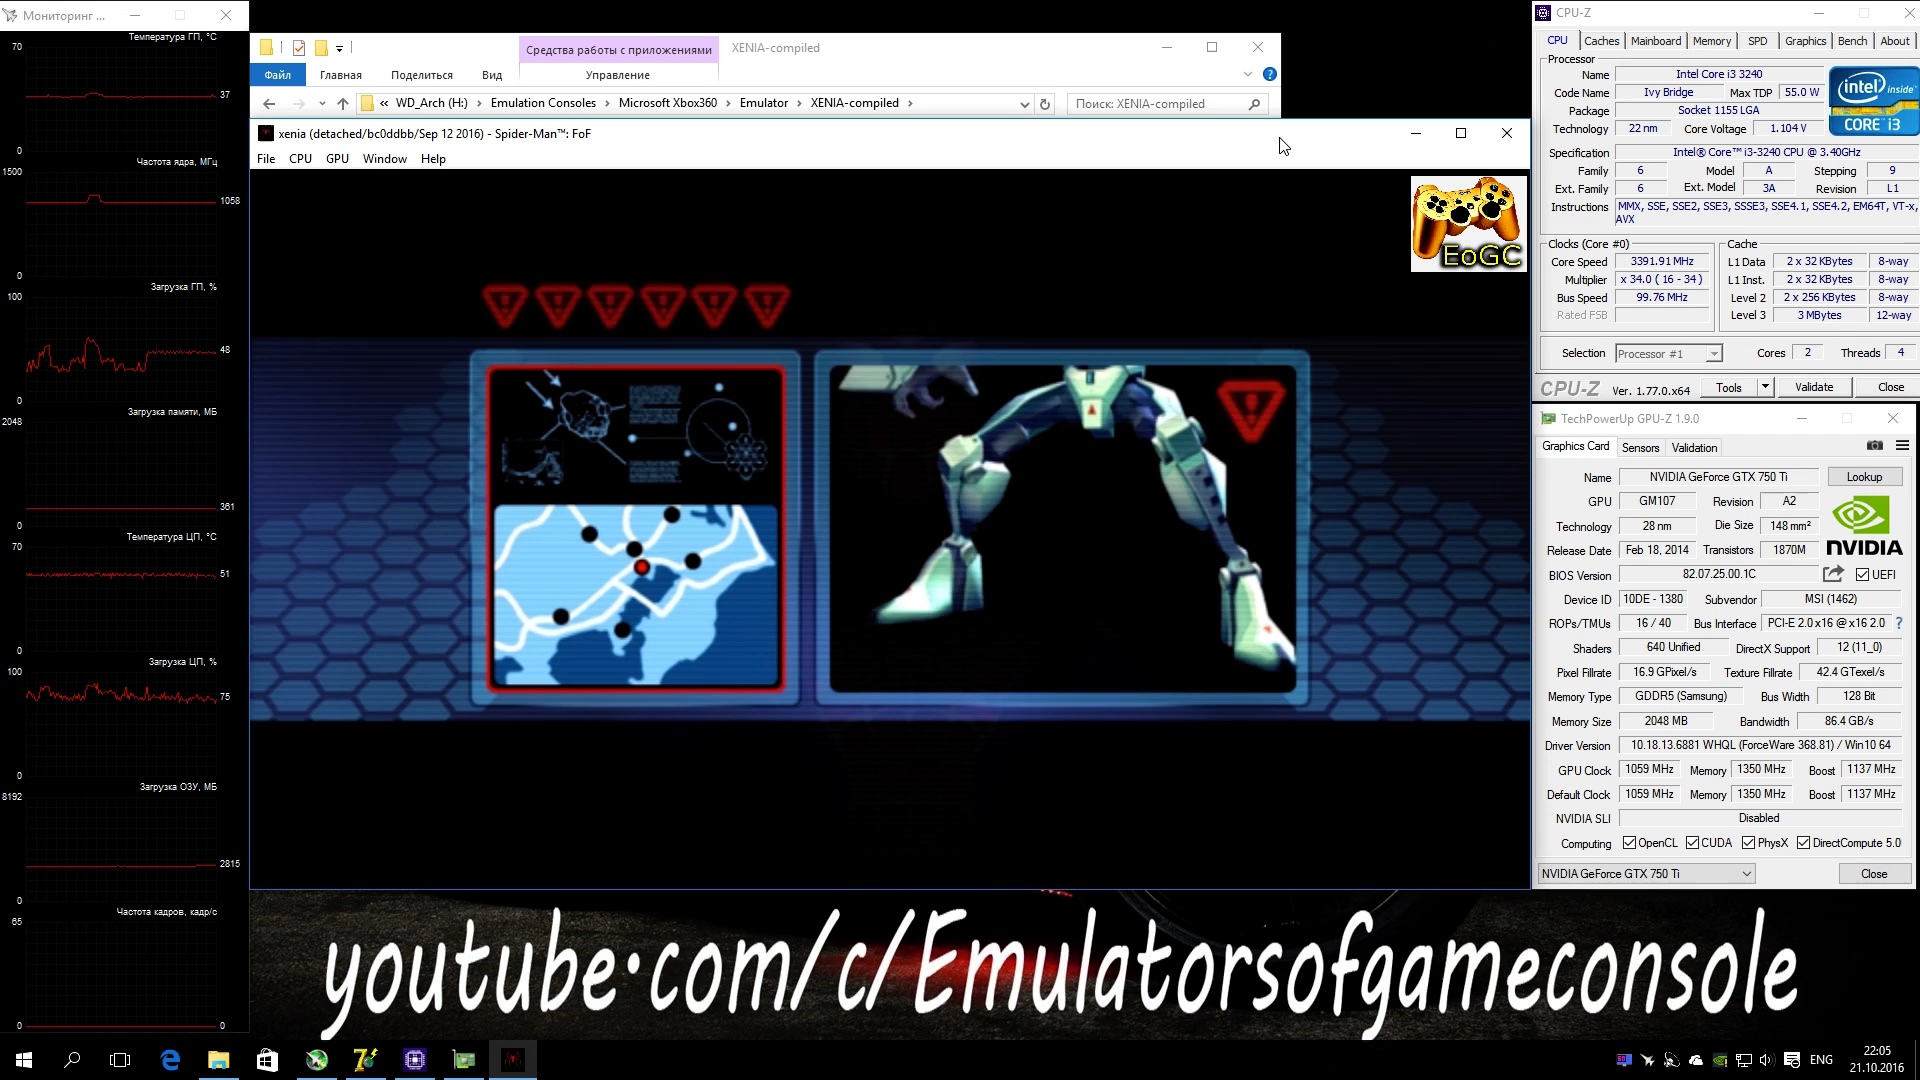 Мониторинг ...
Температура ГП, °C
70
37
0
Частота ядра, МГц
1500
1058
0
Загрузка ГП, %
100
48
0
Загрузка памяти, МБ
2048
361
0
Температура ЦП, °C
70
51
0
Загрузка ЦП, %
100
75
0
Загрузка ОЗУ, МБ
8192
2815
0
Частота кадров, кадр/с
65
0 0
Средства работы с приложениями XENIA-compiled
Файл Главная Поделиться Вид Управление
« WD_Arch (H:) › Emulation Consoles › Microsoft Xbox360 › Emulator › XENIA-compiled ›
Поиск: XENIA-compiled
xenia (detached/bc0ddbb/Sep 12 2016) - Spider-Man™: FoF
File CPU GPU Window Help
EoGC
CPU-Z
CPU Caches Mainboard Memory SPD Graphics Bench About
Processor
Name Intel Core i3 3240
Code Name Ivy Bridge Max TDP 55.0 W
Package Socket 1155 LGA
Technology 22 nm Core Voltage 1.104 V
intel inside™
CORE i3
Specification Intel® Core™ i3-3240 CPU @ 3.40GHz
Family 6 Model A Stepping 9
Ext. Family 6 Ext. Model 3A Revision L1
Instructions MMX, SSE, SSE2, SSE3, SSSE3, SSE4.1, SSE4.2, EM64T, VT-x,
AVX
Clocks (Core #0) Cache
Core Speed 3391.91 MHz L1 Data 2 x 32 KBytes 8-way
Multiplier x 34.0 ( 16 - 34 ) L1 Inst. 2 x 32 KBytes 8-way
Bus Speed 99.76 MHz Level 2 2 x 256 KBytes 8-way
Rated FSB Level 3 3 MBytes 12-way
Selection Processor #1 Cores 2 Threads 4
CPU-Z Ver. 1.77.0.x64 Tools Validate Close
TechPowerUp GPU-Z 1.9.0
Graphics Card Sensors Validation
Name NVIDIA GeForce GTX 750 Ti Lookup
GPU GM107 Revision A2
Technology 28 nm Die Size 148 mm²
Release Date Feb 18, 2014 Transistors 1870M
NVIDIA
BIOS Version 82.07.25.00.1C UEFI
Device ID 10DE - 1380 Subvendor MSI (1462)
ROPs/TMUs 16 / 40 Bus Interface PCI-E 2.0 x16 @ x16 2.0 ?
Shaders 640 Unified DirectX Support 12 (11_0)
Pixel Fillrate 16.9 GPixel/s Texture Fillrate 42.4 GTexel/s
Memory Type GDDR5 (Samsung) Bus Width 128 Bit
Memory Size 2048 MB Bandwidth 86.4 GB/s
Driver Version 10.18.13.6881 WHQL (ForceWare 368.81) / Win10 64
GPU Clock 1059 MHz Memory 1350 MHz Boost 1137 MHz
Default Clock 1059 MHz Memory 1350 MHz Boost 1137 MHz
NVIDIA SLI Disabled
Computing OpenCL CUDA PhysX DirectCompute 5.0
NVIDIA GeForce GTX 750 Ti Close
youtube.com/c/Emulatorsofgameconsole
ENG
22:05
21.10.2016